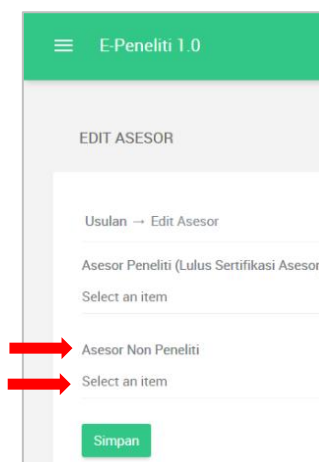 E-Peneliti 1.0
EDIT ASESOR
Usulan → Edit Asesor
Asesor Peneliti (Lulus Sertifikasi Asesor
Select an item
Asesor Non Peneliti
Select an item
Simpan